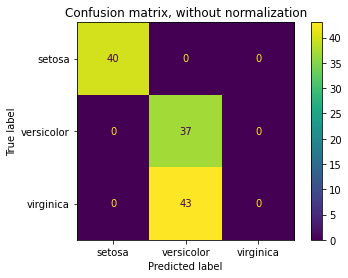 Confusion matrix, without normalization
True label
setosa
versicolor
virginica
40 0 0
0 37 0
0 43 0
setosa versicolor virginica
Predicted label
40
35
30
25
20
15
10
5
0